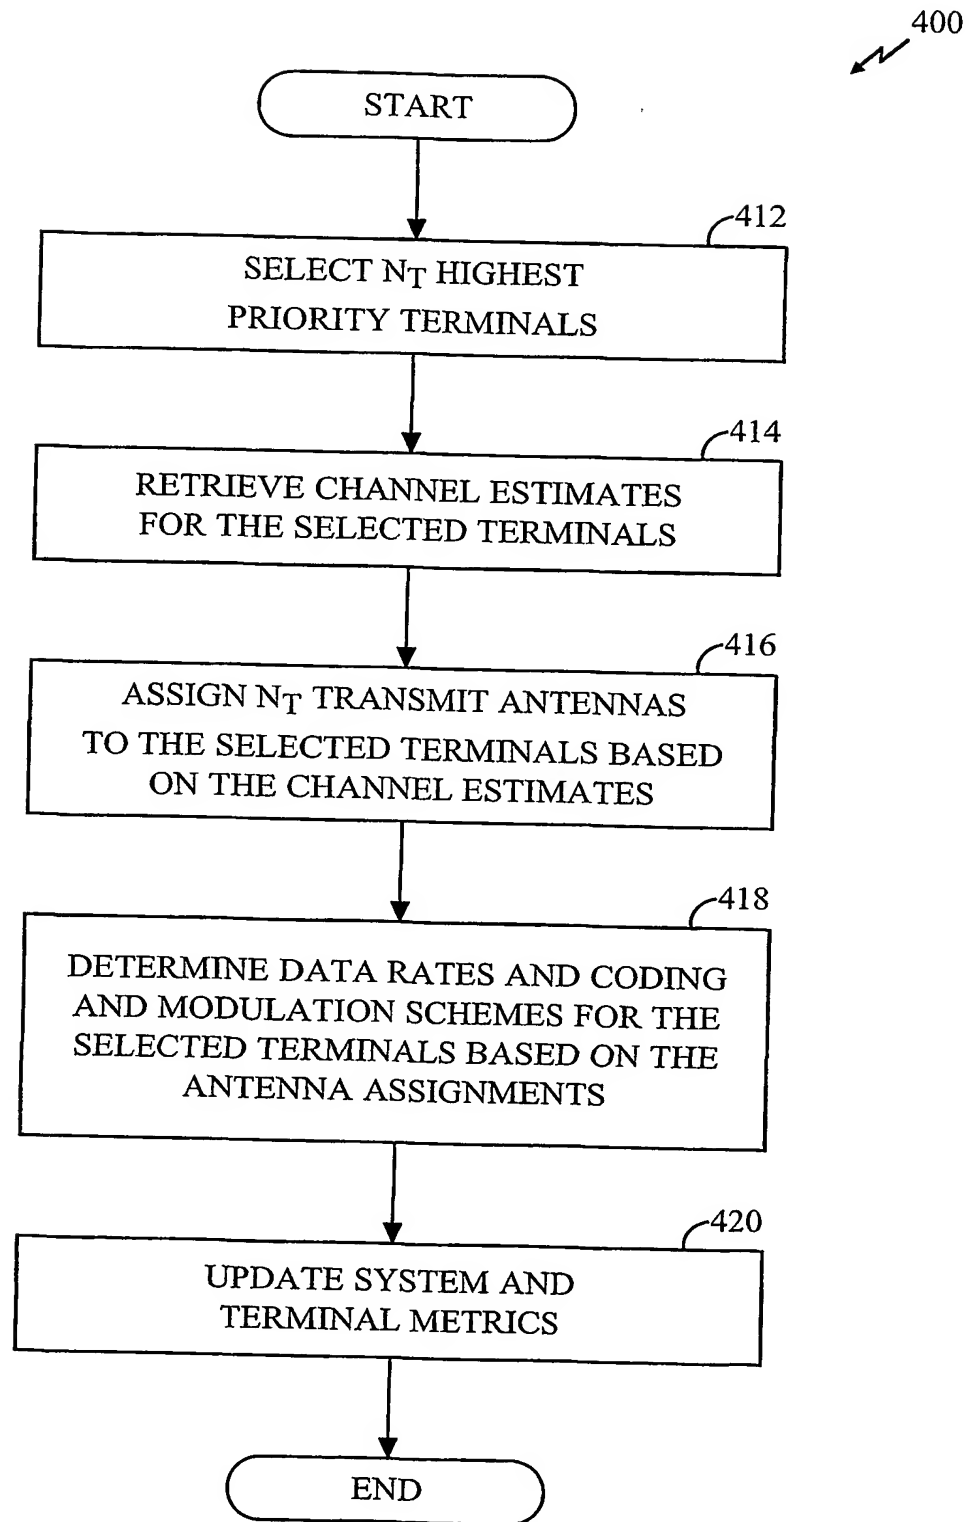 400
START
412
SELECT NT HIGHEST
PRIORITY TERMINALS
414
RETRIEVE CHANNEL ESTIMATES
FOR THE SELECTED TERMINALS
416
ASSIGN NT TRANSMIT ANTENNAS
TO THE SELECTED TERMINALS BASED
ON THE CHANNEL ESTIMATES
418
DETERMINE DATA RATES AND CODING
AND MODULATION SCHEMES FOR THE
SELECTED TERMINALS BASED ON THE
ANTENNA ASSIGNMENTS
420
UPDATE SYSTEM AND
TERMINAL METRICS
END